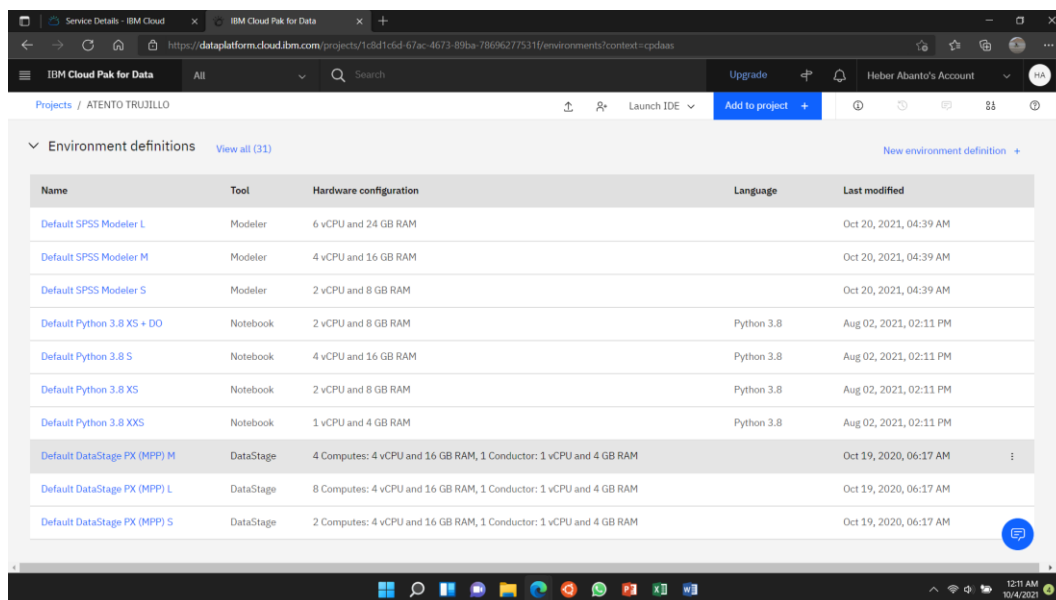 Service Details - IBM Cloud
IBM Cloud Pak for Data
https://dataplatform.cloud.ibm.com/projects/1c8d1c6d-67ac-4673-89ba-78696277531f/environments?context=cpdaas
IBM Cloud Pak for Data All Search Upgrade Heber Abanto's Account HA
Projects / ATENTO TRUJILLO Launch IDE Add to project +
Environment definitions View all (31) New environment definition +
Name Tool Hardware configuration Language Last modified
Default SPSS Modeler L Modeler 6 vCPU and 24 GB RAM Oct 20, 2021, 04:39 AM
Default SPSS Modeler M Modeler 4 vCPU and 16 GB RAM Oct 20, 2021, 04:39 AM
Default SPSS Modeler S Modeler 2 vCPU and 8 GB RAM Oct 20, 2021, 04:39 AM
Default Python 3.8 XS + DO Notebook 2 vCPU and 8 GB RAM Python 3.8 Aug 02, 2021, 02:11 PM
Default Python 3.8 S Notebook 4 vCPU and 16 GB RAM Python 3.8 Aug 02, 2021, 02:11 PM
Default Python 3.8 XS Notebook 2 vCPU and 8 GB RAM Python 3.8 Aug 02, 2021, 02:11 PM
Default Python 3.8 XXS Notebook 1 vCPU and 4 GB RAM Python 3.8 Aug 02, 2021, 02:11 PM
Default DataStage PX (MPP) M DataStage 4 Computes: 4 vCPU and 16 GB RAM, 1 Conductor: 1 vCPU and 4 GB RAM Oct 19, 2020, 06:17 AM
Default DataStage PX (MPP) L DataStage 8 Computes: 4 vCPU and 16 GB RAM, 1 Conductor: 1 vCPU and 4 GB RAM Oct 19, 2020, 06:17 AM
Default DataStage PX (MPP) S DataStage 2 Computes: 4 vCPU and 16 GB RAM, 1 Conductor: 1 vCPU and 4 GB RAM Oct 19, 2020, 06:17 AM
12:11 AM
10/4/2021